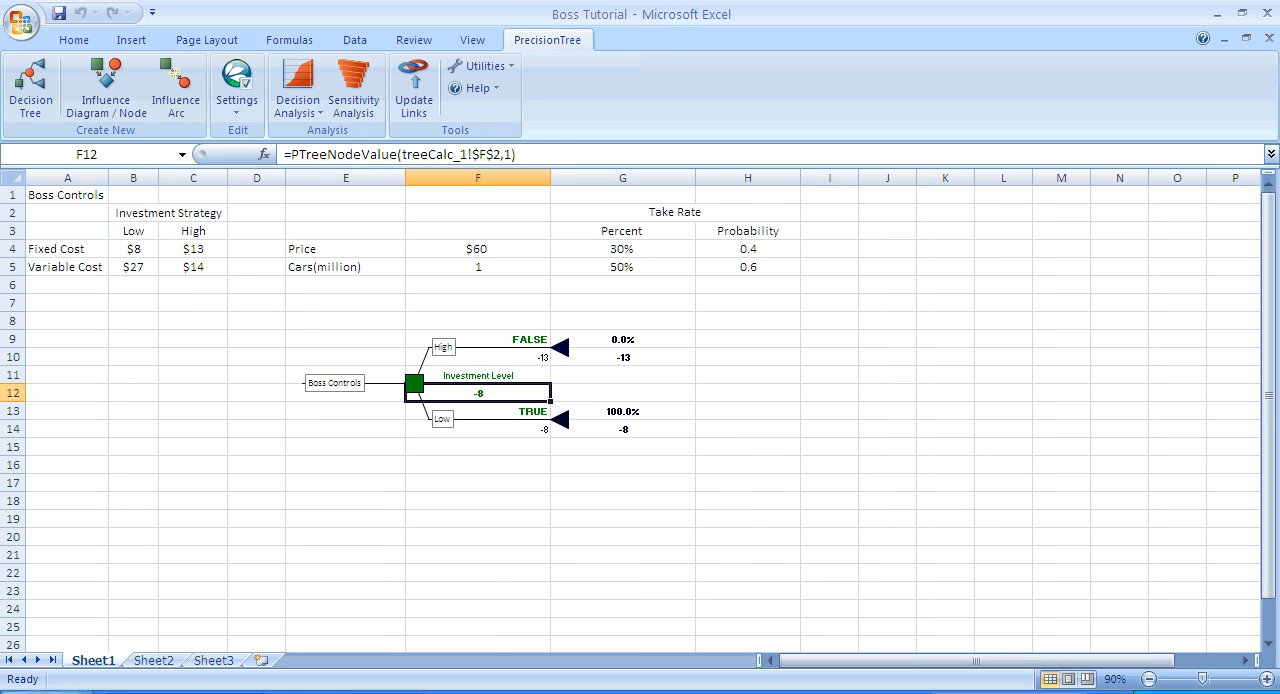 Boss Tutorial - Microsoft Excel
Home Insert Page Layout Formulas Data Review View PrecisionTree
Decision Tree
Influence Diagram / Node
Influence Arc
Create New
Settings
Edit
Decision Analysis
Sensitivity Analysis
Analysis
Update Links
Utilities
Help
Tools
F12 fx =PTreeNodeValue(treeCalc_1!$F$2,1)
A B C D E F G H I J K L M N O P
1 Boss Controls
2 Investment Strategy Take Rate
3 Low High Percent Probability
4 Fixed Cost $8 $13 Price $60 30% 0.4
5 Variable Cost $27 $14 Cars(million) 1 50% 0.6
6
7
8
9 High FALSE 0.0%
10 -13 -13
11 Boss Controls Investment Level
12 -8
13 Low TRUE 100.0%
14 -8 -8
15
16
17
18
19
20
21
22
23
24
25
26
Sheet1 Sheet2 Sheet3
Ready 90%